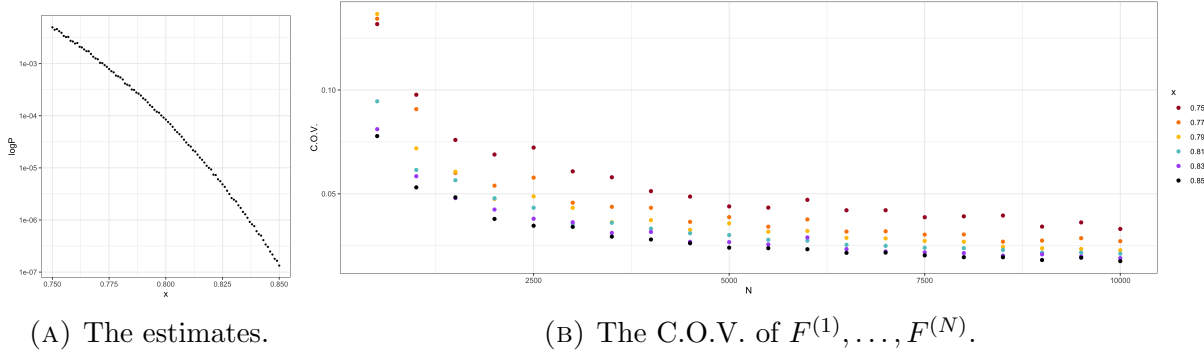 1e-03
1e-04
1e-05
1e-06
1e-07
logP
0.750
0.775
0.800
0.825
0.850
x
0.10
0.05
C.O.V.
2500
5000
7500
10000
N
x
0.75
0.77
0.79
0.81
0.83
0.85
(A) The estimates.
(B) The C.O.V. of $F^{(1)}, \ldots, F^{(N)}$.